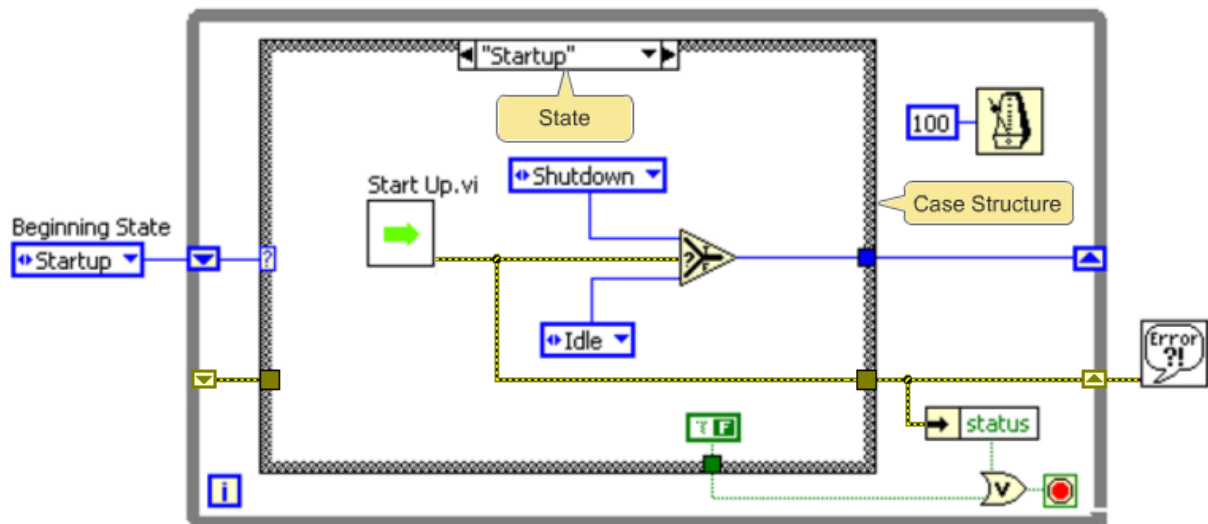 "Startup"
State
100
Shutdown
Start Up.vi
Case Structure
Beginning State
Startup
?
?
T
F
Idle
Error
?!
status
F
V
i